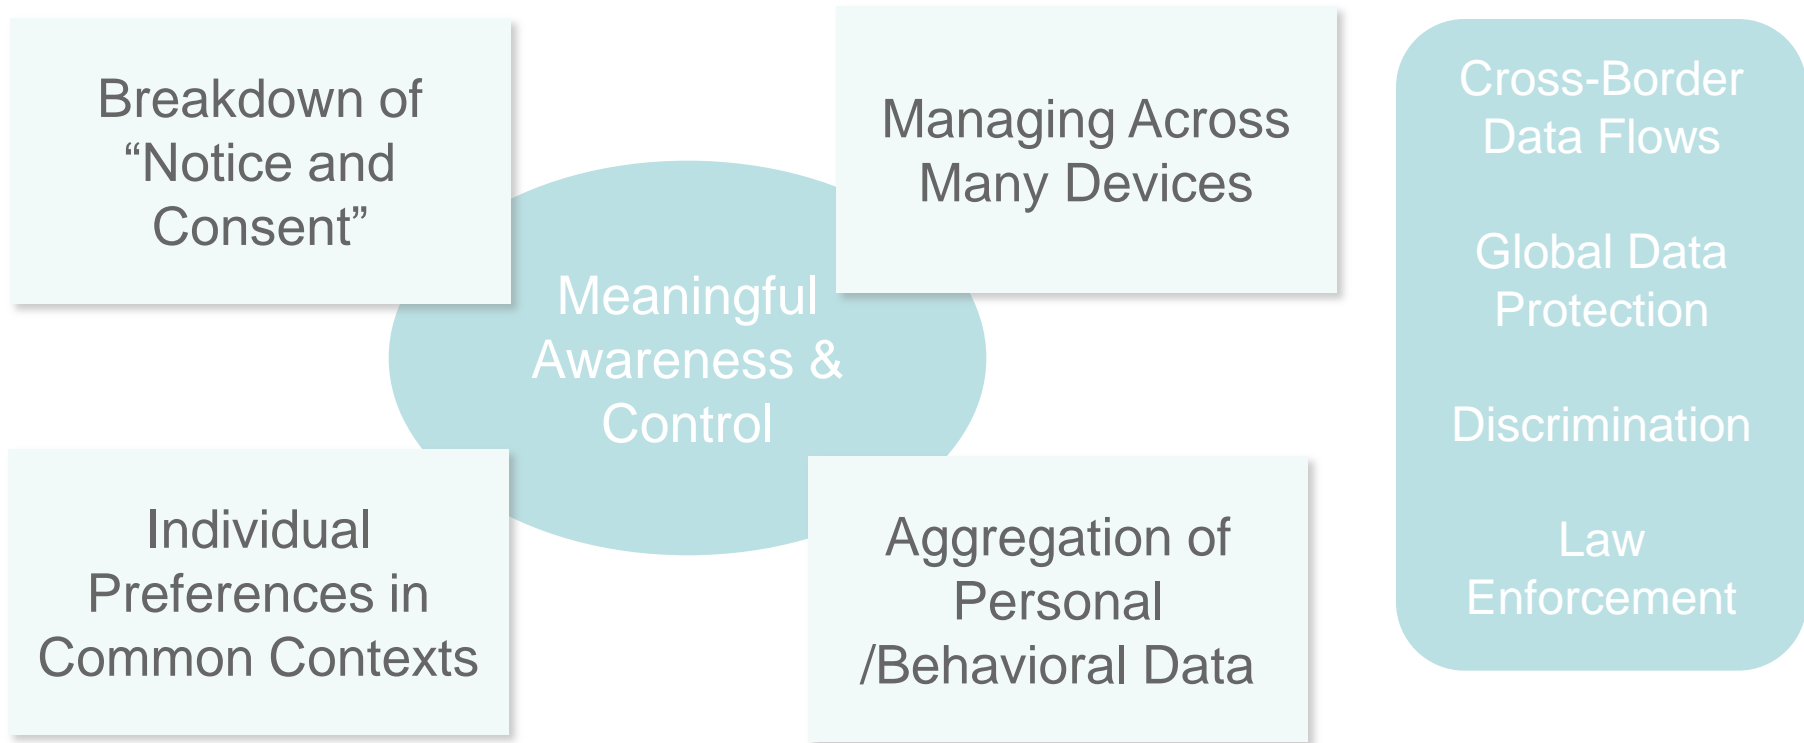 Breakdown of
“Notice and
Consent”
Managing Across
Many Devices
Meaningful
Awareness &
Control
Individual
Preferences in
Common Contexts
Aggregation of
Personal
/Behavioral Data
Cross-Border
Data Flows
Global Data
Protection
Discrimination
Law
Enforcement